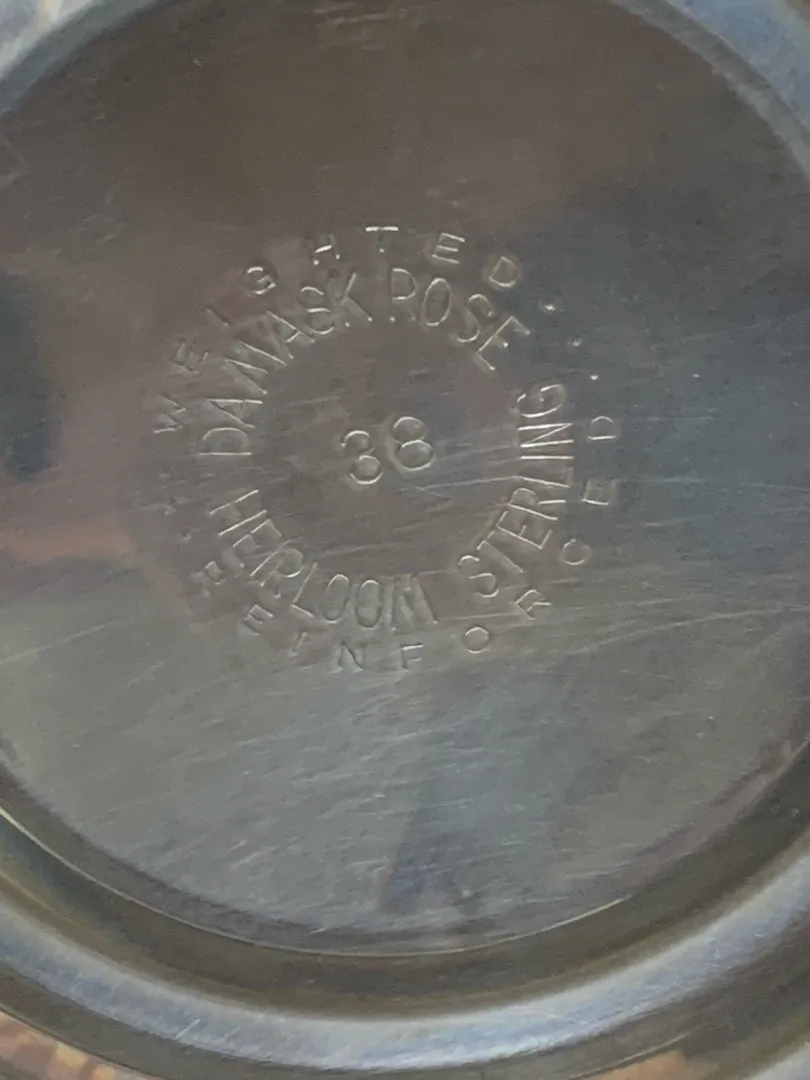 WEIGHTED...
DAMASK ROSE
38
HEIRLOOM STERLING
REINFORCED